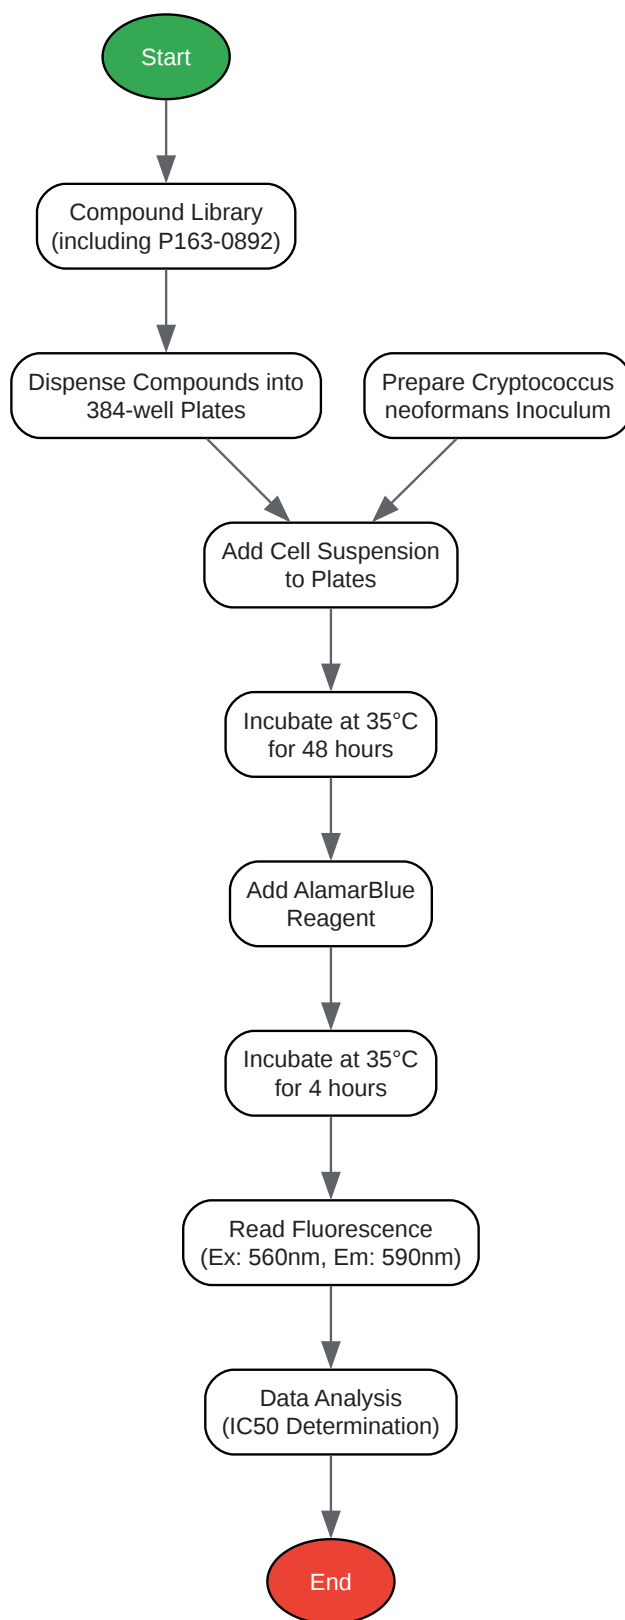 Start
Compound Library
(including P163-0892)
Dispense Compounds into
384-well Plates
Prepare Cryptococcus
neoformans Inoculum
Add Cell Suspension
to Plates
Incubate at 35°C
for 48 hours
Add AlamarBlue
Reagent
Incubate at 35°C
for 4 hours
Read Fluorescence
(Ex: 560nm, Em: 590nm)
Data Analysis
(IC50 Determination)
End